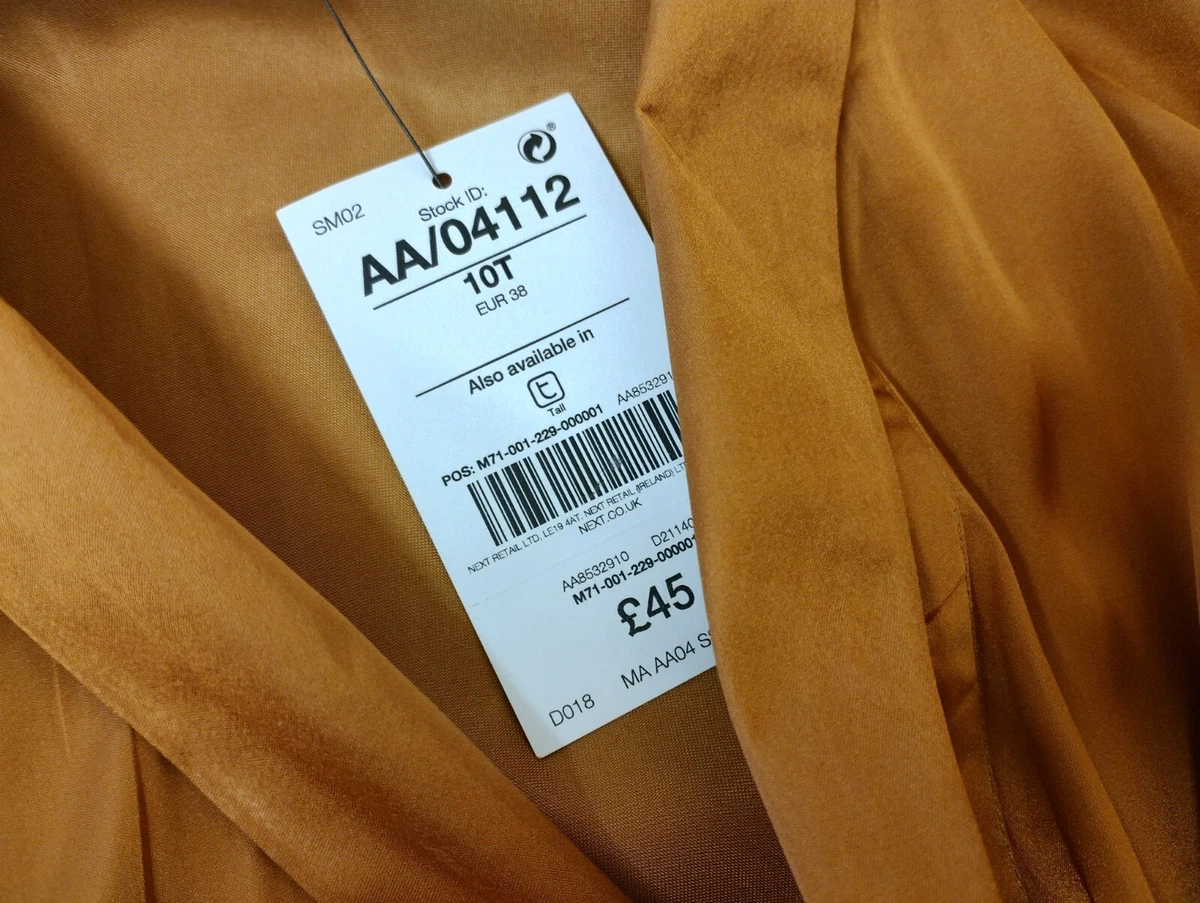 ®
SM02
Stock ID:
AA/04112
10T
EUR 38
Also available in
t
Tall
POS: M71-001-229-000001 AA853291
NEXT RETAIL LTD, LE19 4AT. NEXT RETAIL (IRELAND) LT
NEXT.CO.UK
AA8532910 D21140
M71-001-229-000001
£45
MA AA04 S
D018